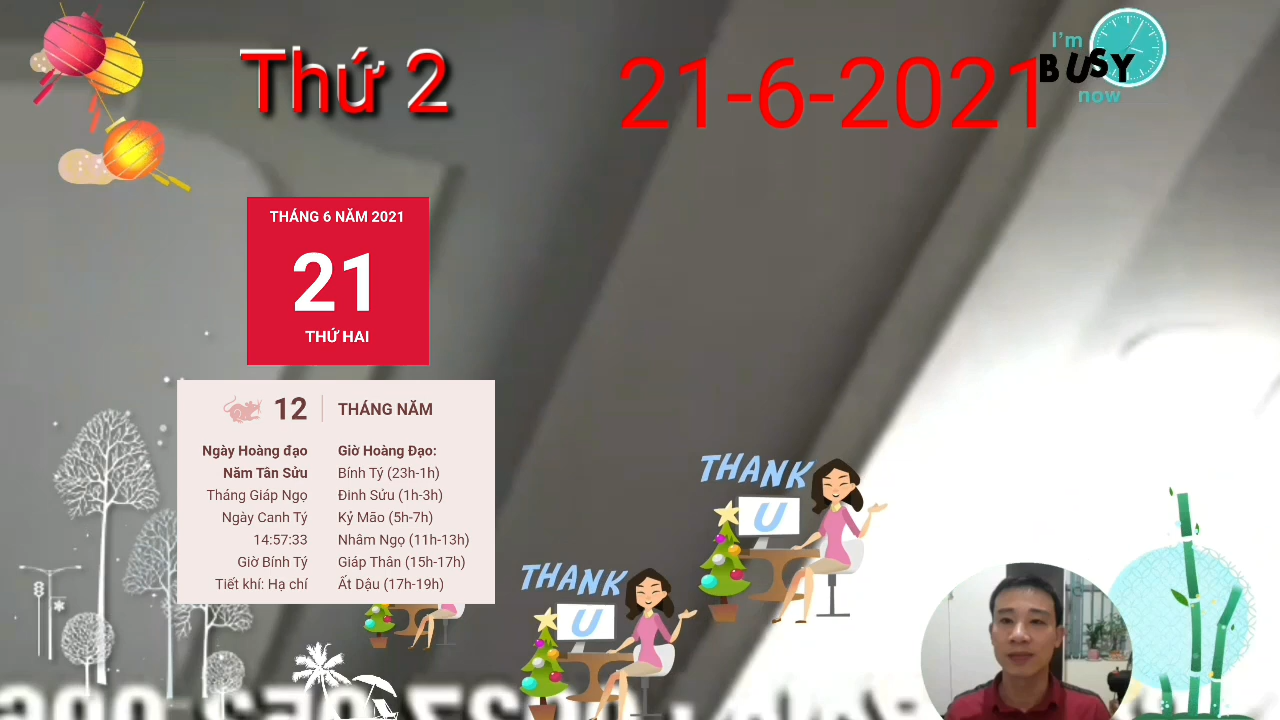 Thứ 2
21-6-2021
I'm
BUSY
now
THÁNG 6 NĂM 2021
21
THỨ HAI
12
THÁNG NĂM
Ngày Hoàng đạo
Năm Tân Sửu
Tháng Giáp Ngọ
Ngày Canh Tý
14:57:33
Giờ Bính Tý
Tiết khí: Hạ chí
Giờ Hoàng Đạo:
Bính Tý (23h-1h)
Đinh Sửu (1h-3h)
Kỷ Mão (5h-7h)
Nhâm Ngọ (11h-13h)
Giáp Thân (15h-17h)
Ất Dậu (17h-19h)
THANK
U
THANK
U